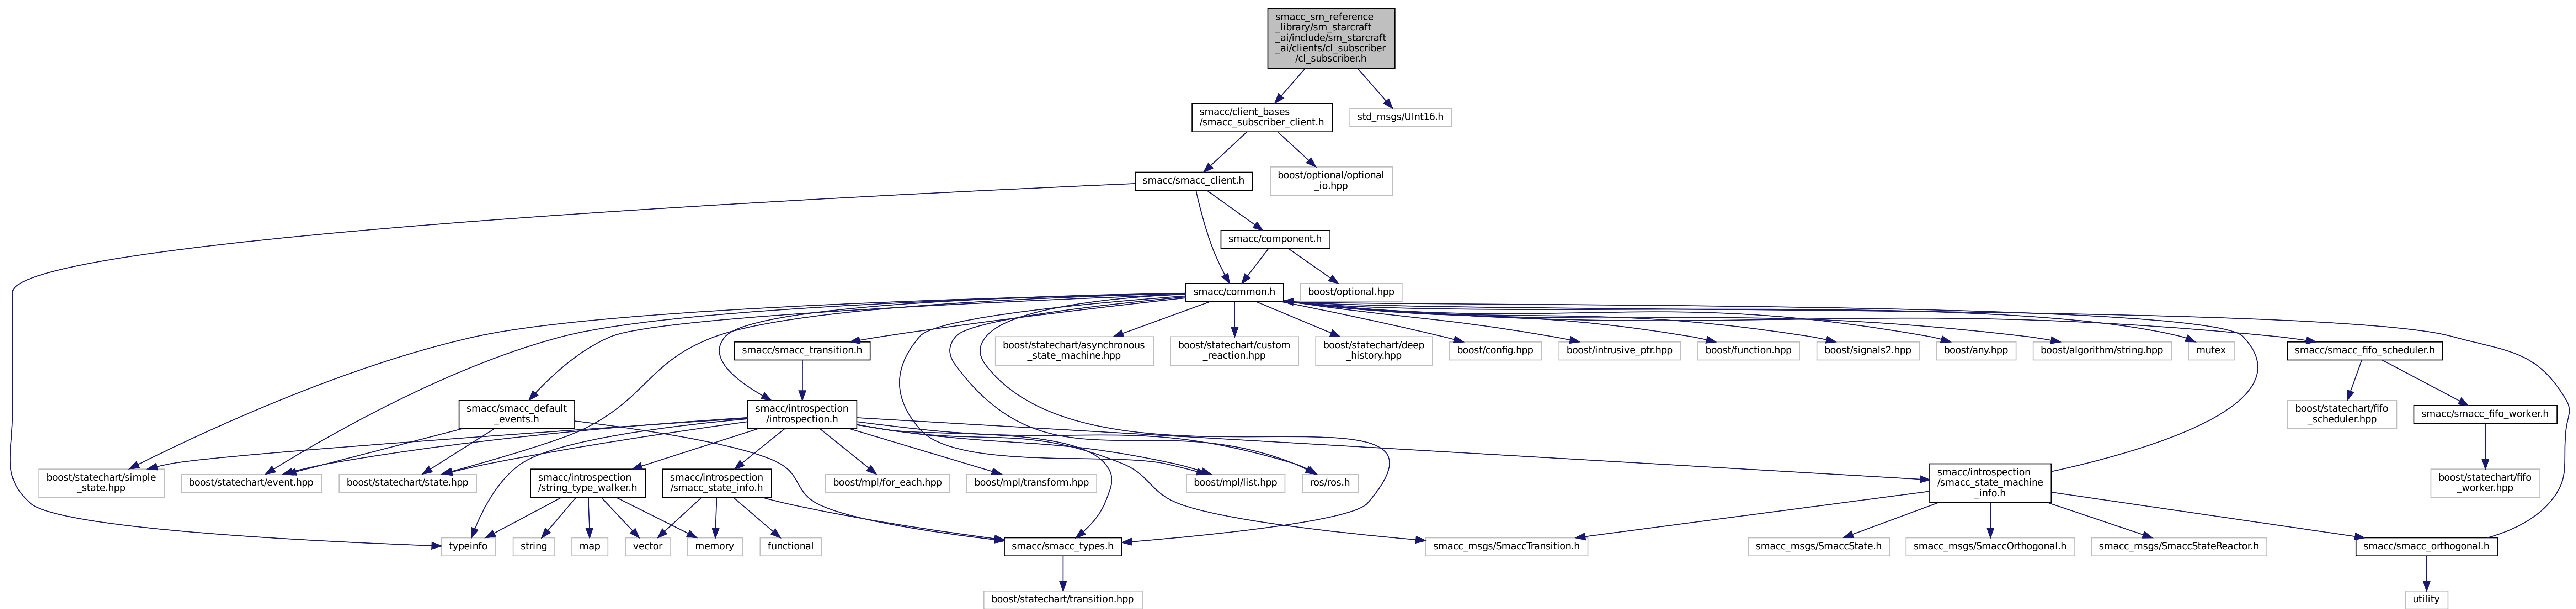 smacc_sm_reference
_library/sm_starcraft
_ai/include/sm_starcraft
_ai/clients/cl_subscriber
/cl_subscriber.h
smacc/client_bases
/smacc_subscriber_client.h
std_msgs/UInt16.h
smacc/smacc_client.h
boost/optional/optional
_io.hpp
smacc/component.h
smacc/common.h
boost/optional.hpp
smacc/smacc_transition.h
boost/statechart/asynchronous
_state_machine.hpp
boost/statechart/custom
_reaction.hpp
boost/statechart/deep
_history.hpp
boost/config.hpp
boost/intrusive_ptr.hpp
boost/function.hpp
boost/signals2.hpp
boost/any.hpp
boost/algorithm/string.hpp
mutex
smacc/smacc_fifo_scheduler.h
smacc/smacc_default
_events.h
smacc/introspection
/introspection.h
boost/statechart/fifo
_scheduler.hpp
smacc/smacc_fifo_worker.h
boost/statechart/simple
_state.hpp
boost/statechart/event.hpp
boost/statechart/state.hpp
smacc/introspection
/string_type_walker.h
smacc/introspection
/smacc_state_info.h
boost/mpl/for_each.hpp
boost/mpl/transform.hpp
boost/mpl/list.hpp
ros/ros.h
smacc/introspection
/smacc_state_machine
_info.h
boost/statechart/fifo
_worker.hpp
typeinfo
string
map
vector
memory
functional
smacc/smacc_types.h
smacc_msgs/SmaccTransition.h
smacc_msgs/SmaccState.h
smacc_msgs/SmaccOrthogonal.h
smacc_msgs/SmaccStateReactor.h
smacc/smacc_orthogonal.h
boost/statechart/transition.hpp
utility